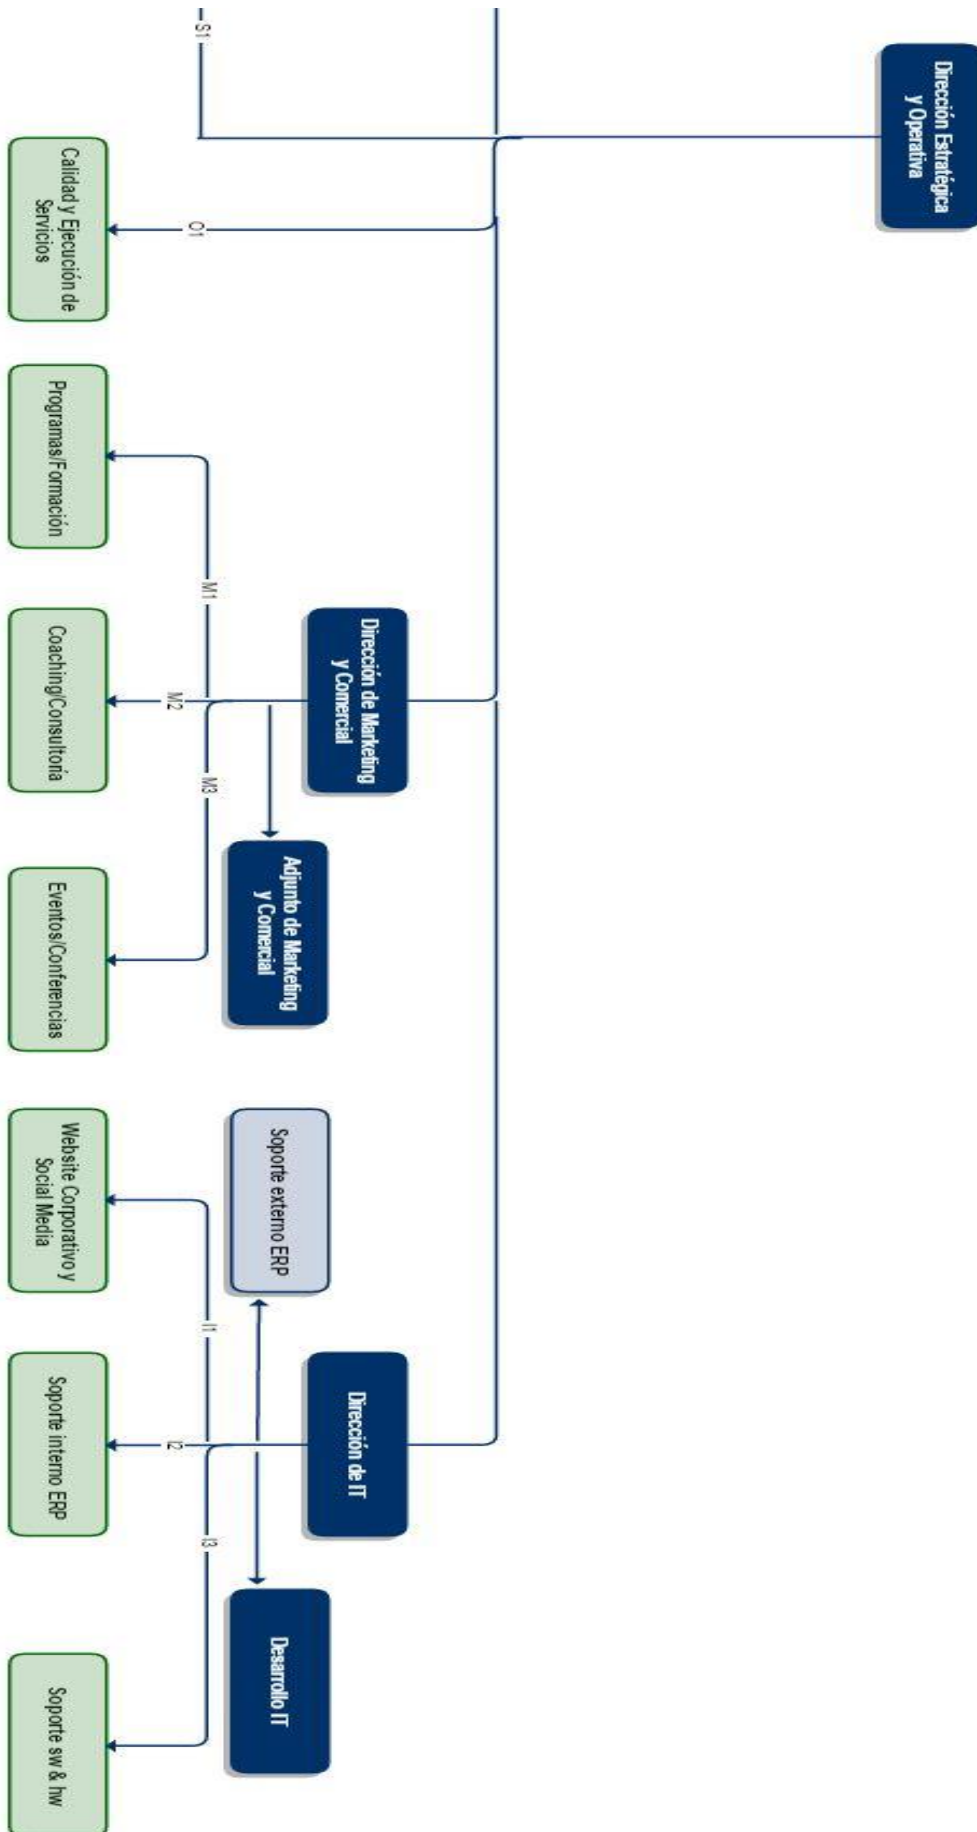 Dirección Estratégica
y Operativa
Dirección de Marketing
y Comercial
Dirección de IT
Adjunto de Marketing
y Comercial
Soporte externo ERP
Desarrollo IT
S1
O1
M1
M2
M3
I1
I2
I3
Calidad y Ejecución de
Servicios
Programas/Formación
Coaching/Consultoría
Eventos/Conferencias
Website Corporativo y
Social Media
Soporte interno ERP
Soporte sw & hw